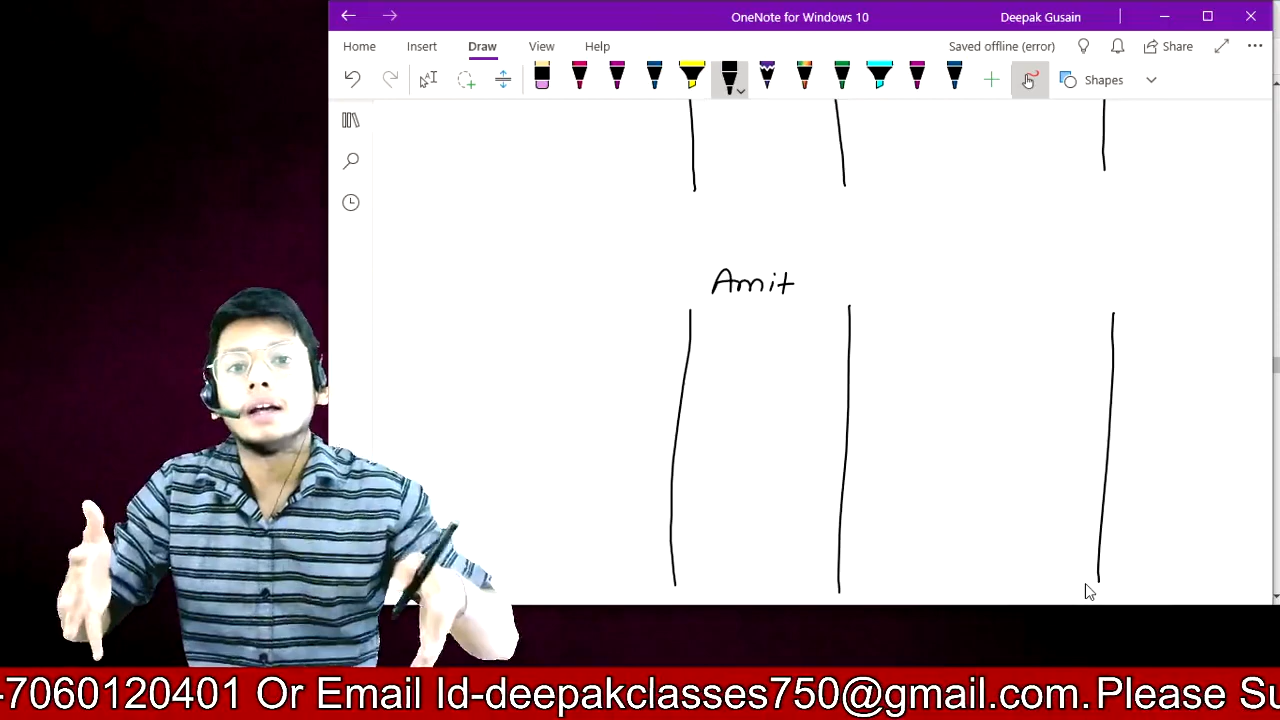 OneNote for Windows 10
Deepak Gusain
Home Insert Draw View Help
Saved offline (error)
Share
Shapes
Amit
-7060120401 Or Email Id-deepakclasses750@gmail.com. Please Su